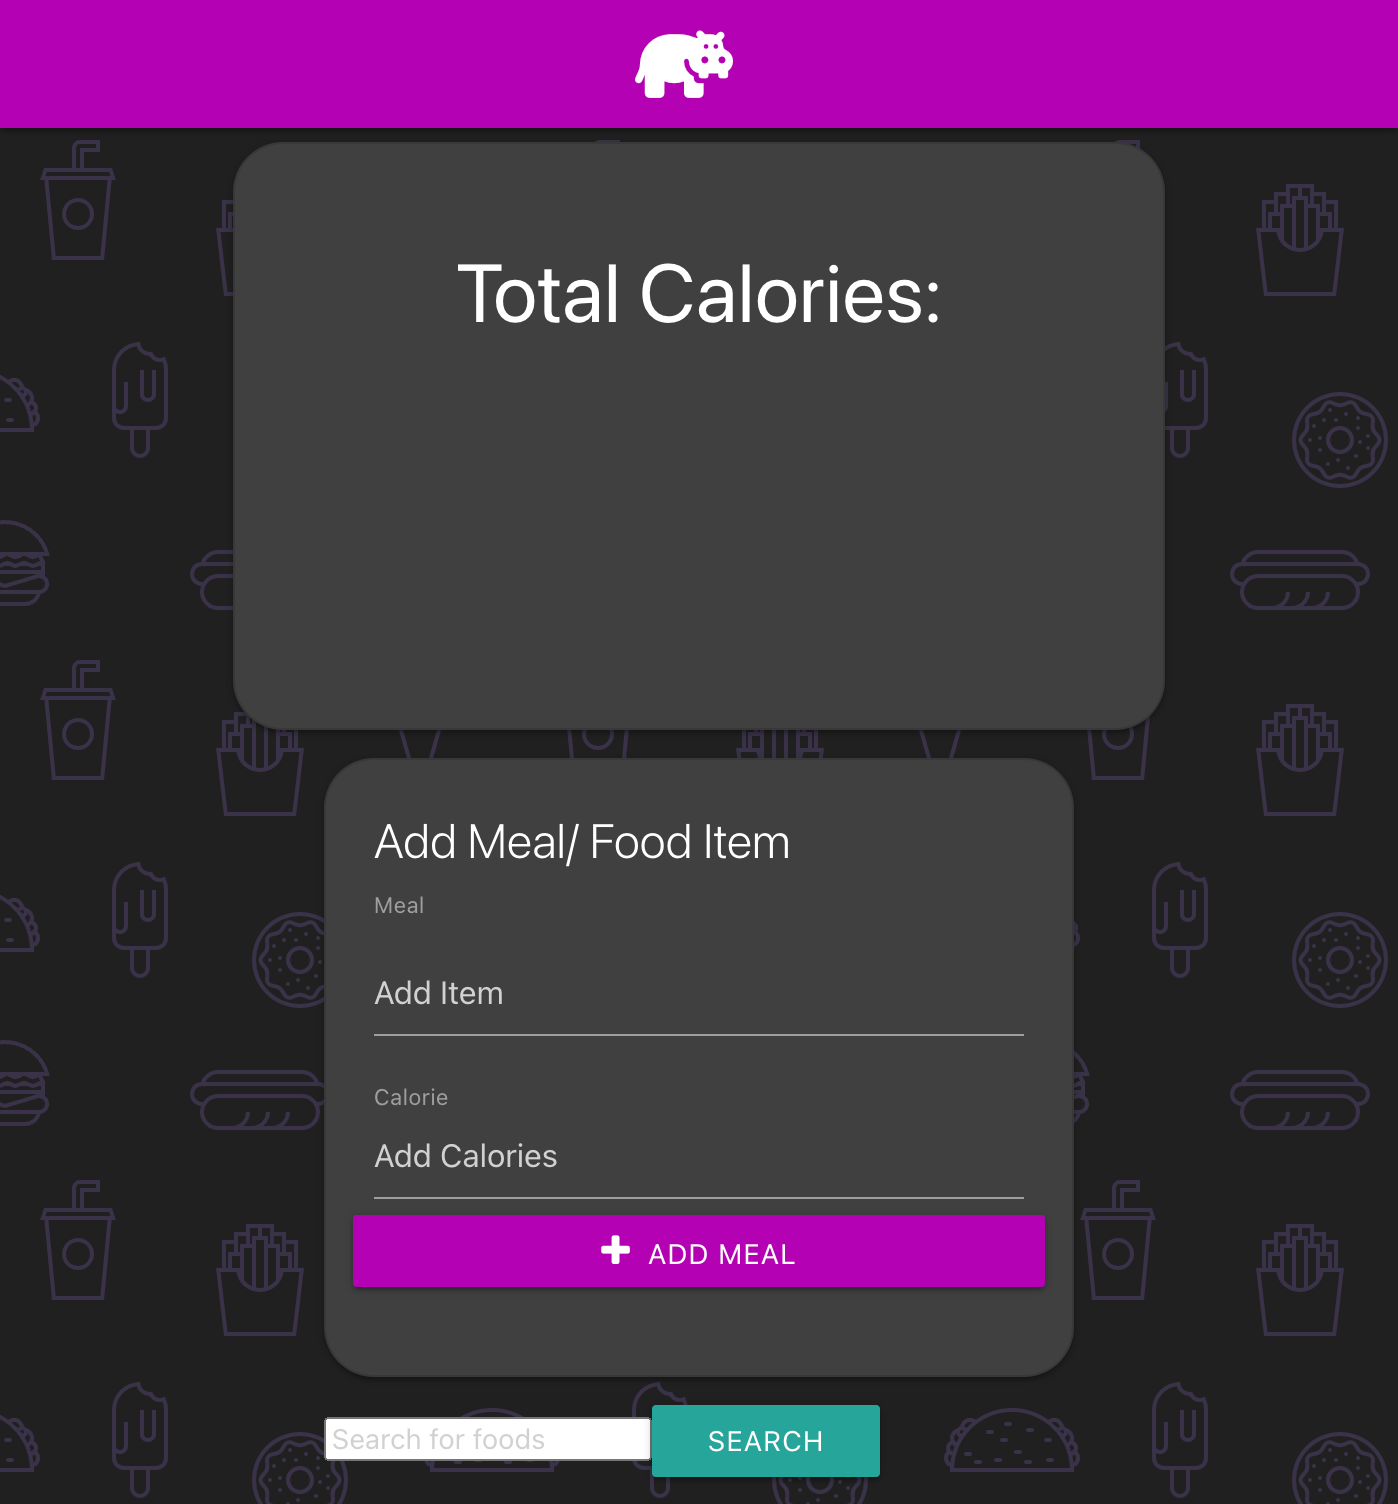 Total Calories:
Add Meal/ Food Item
Meal
Add Item
Calorie
Add Calories
ADD MEAL
Search for foods
SEARCH